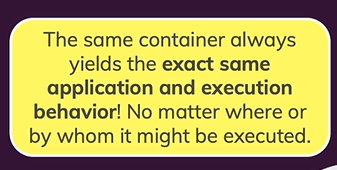 The same container always
yields the exact same
application and execution
behavior! No matter where or
by whom it might be executed.